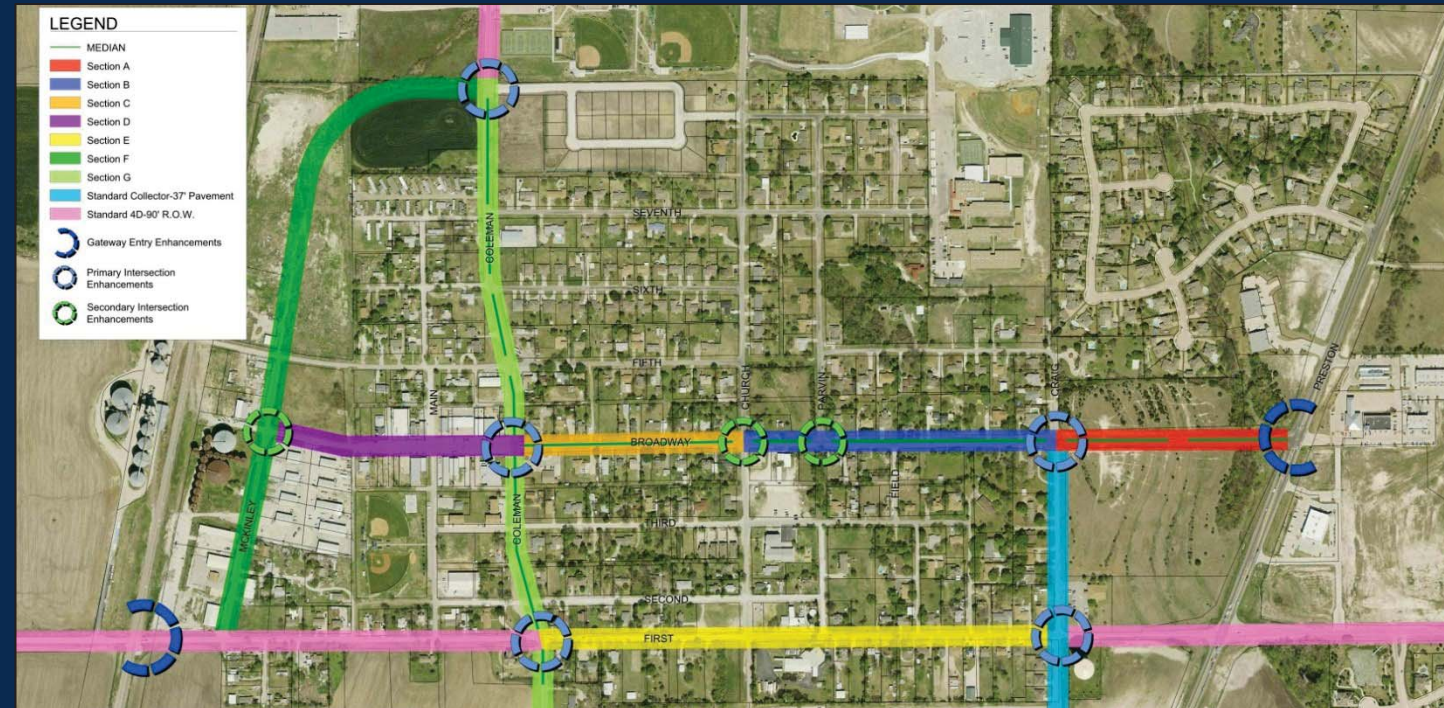 LEGEND
MEDIAN
Section A
Section B
Section C
Section D
Section E
Section F
Section G
Standard Collector-37' Pavement
Standard 4D-90' R.O.W.
Gateway Entry Enhancements
Primary Intersection
Enhancements
Secondary Intersection
Enhancements
SEVENTH
COLEMAN
SIXTH
FIFTH
MAIN
CHURCH
PARVIN
CRAIG
PRESTON
BROADWAY
FIELD
COLEMAN
THIRD
MCKINLEY
SECOND
FIRST